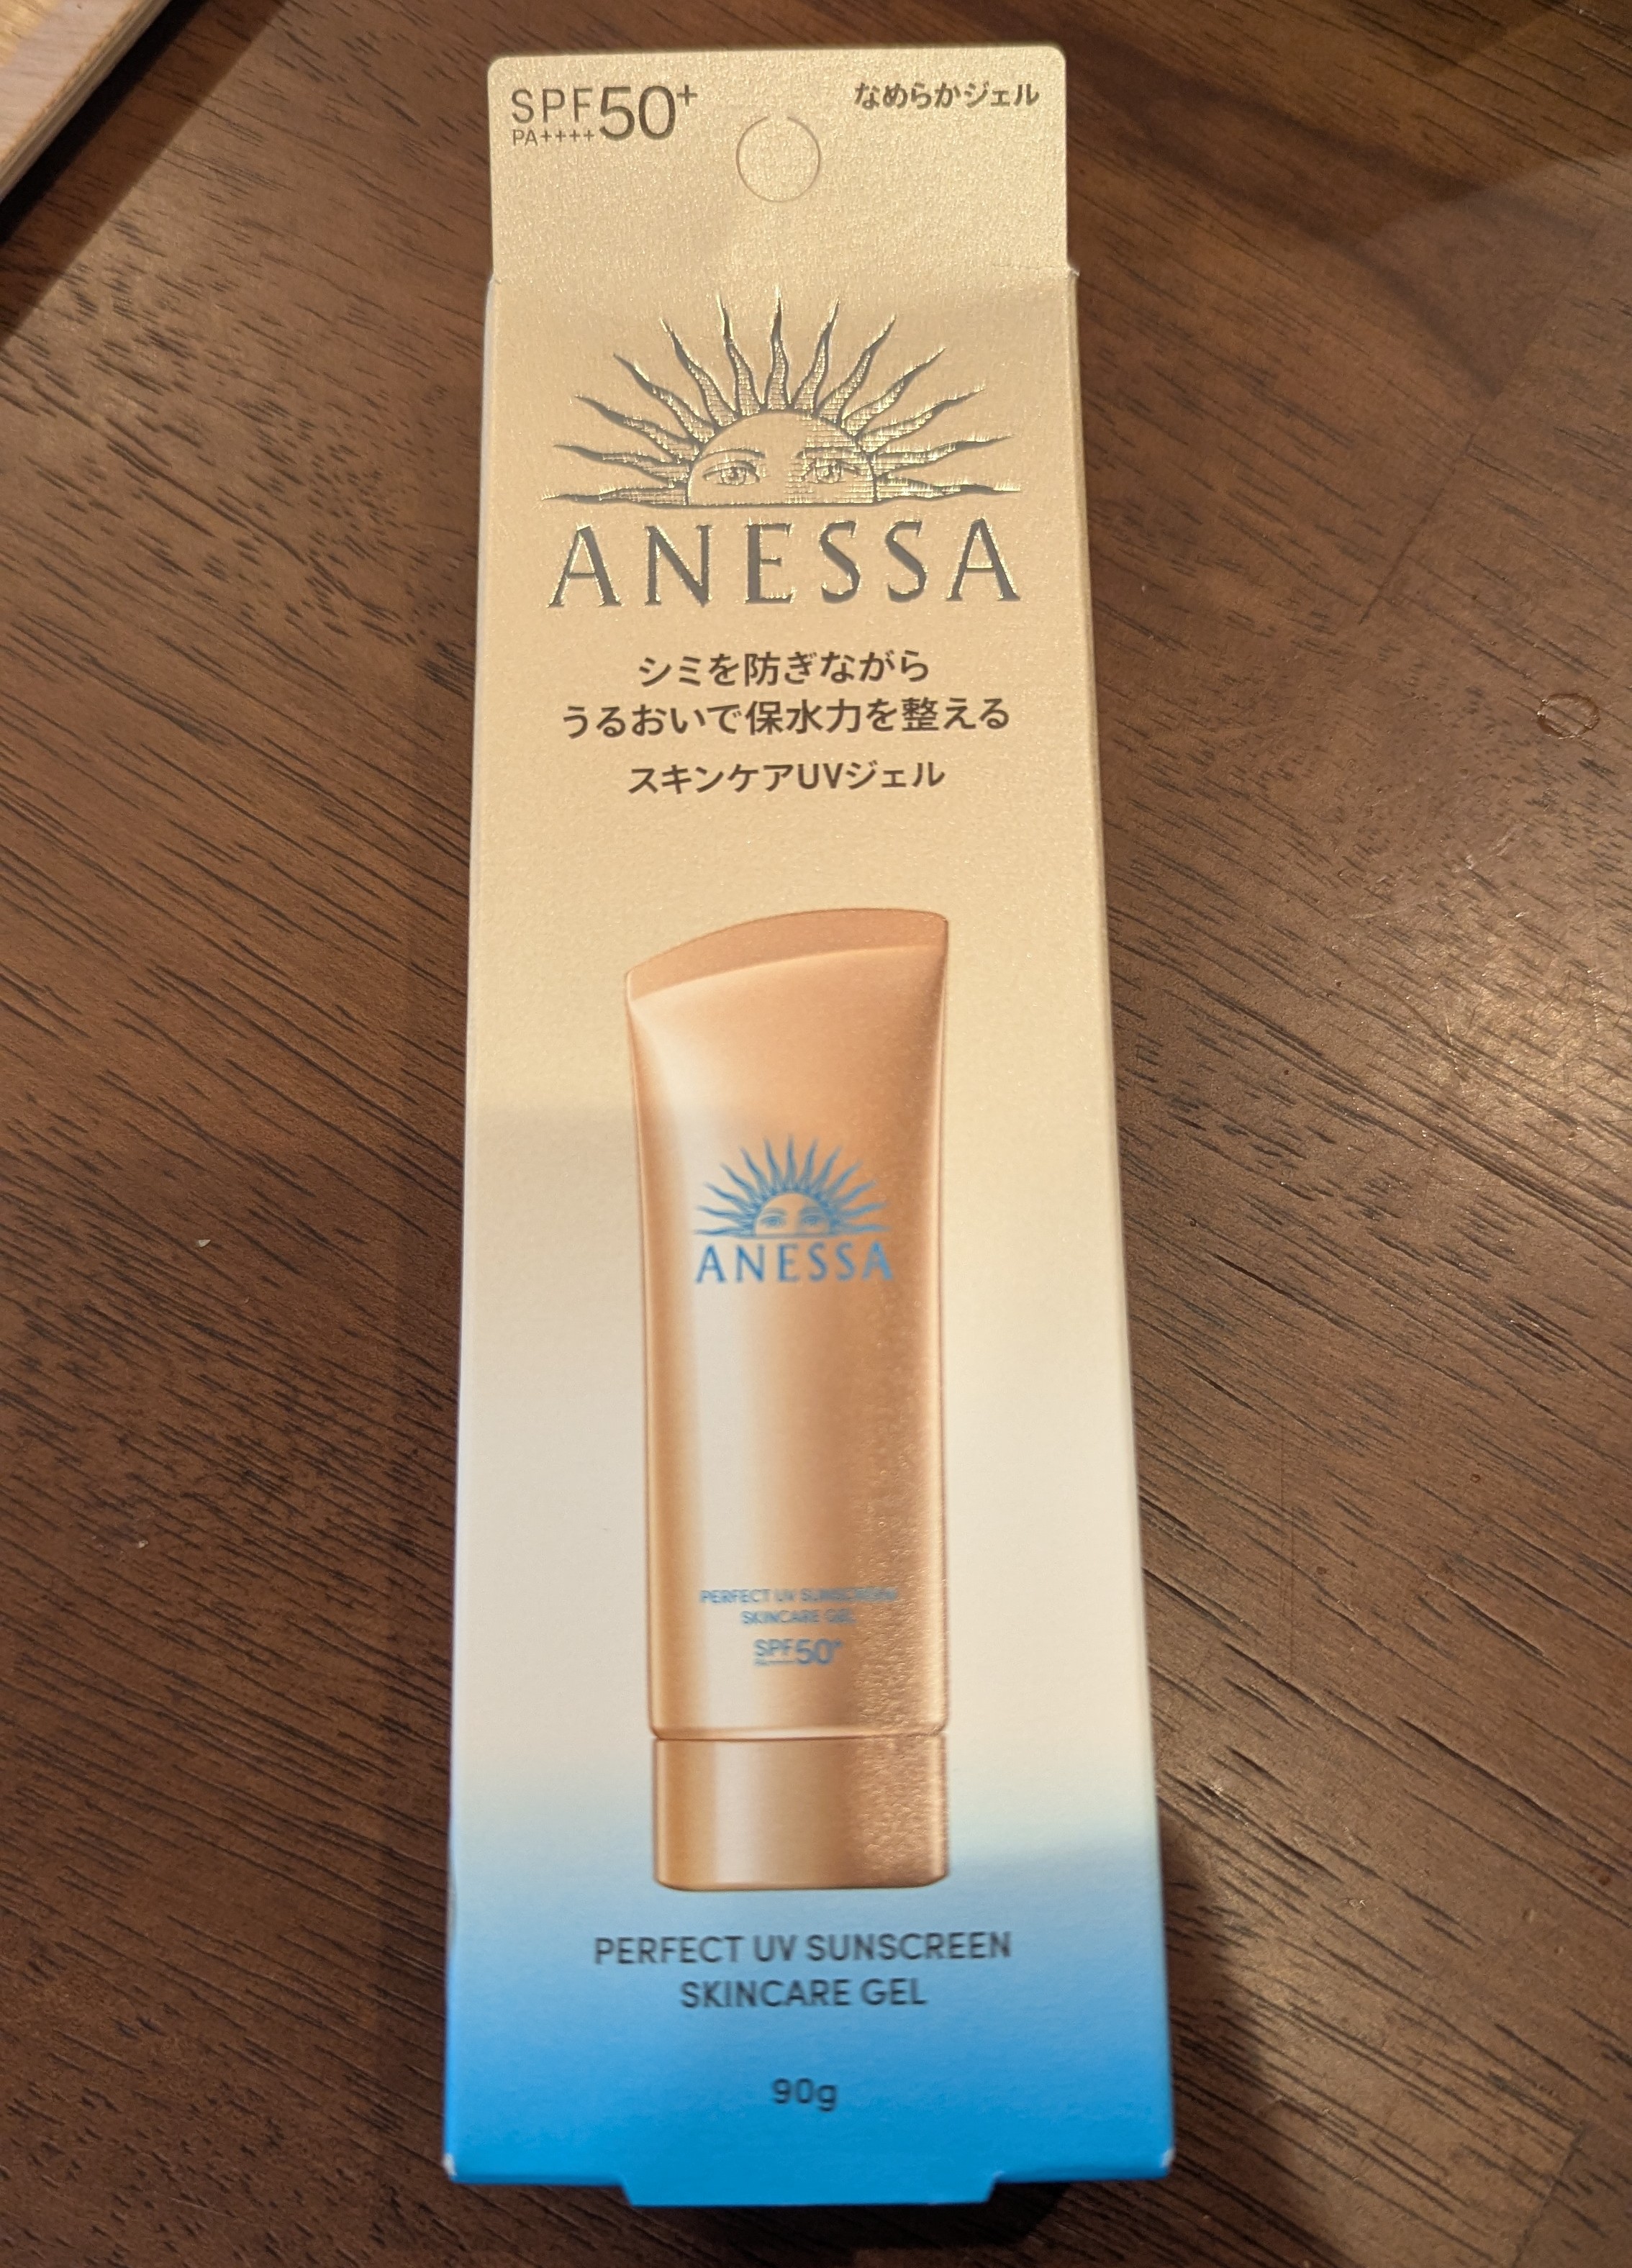 SPF50+
PA++++
なめらかジェル
ANESSA
シミを防ぎながら
うるおいで保水力を整える
スキンケアUVジェル
ANESSA
PERFECT UV SUNSCREEN
SKINCARE GEL
SPF50+
PERFECT UV SUNSCREEN
SKINCARE GEL
90g